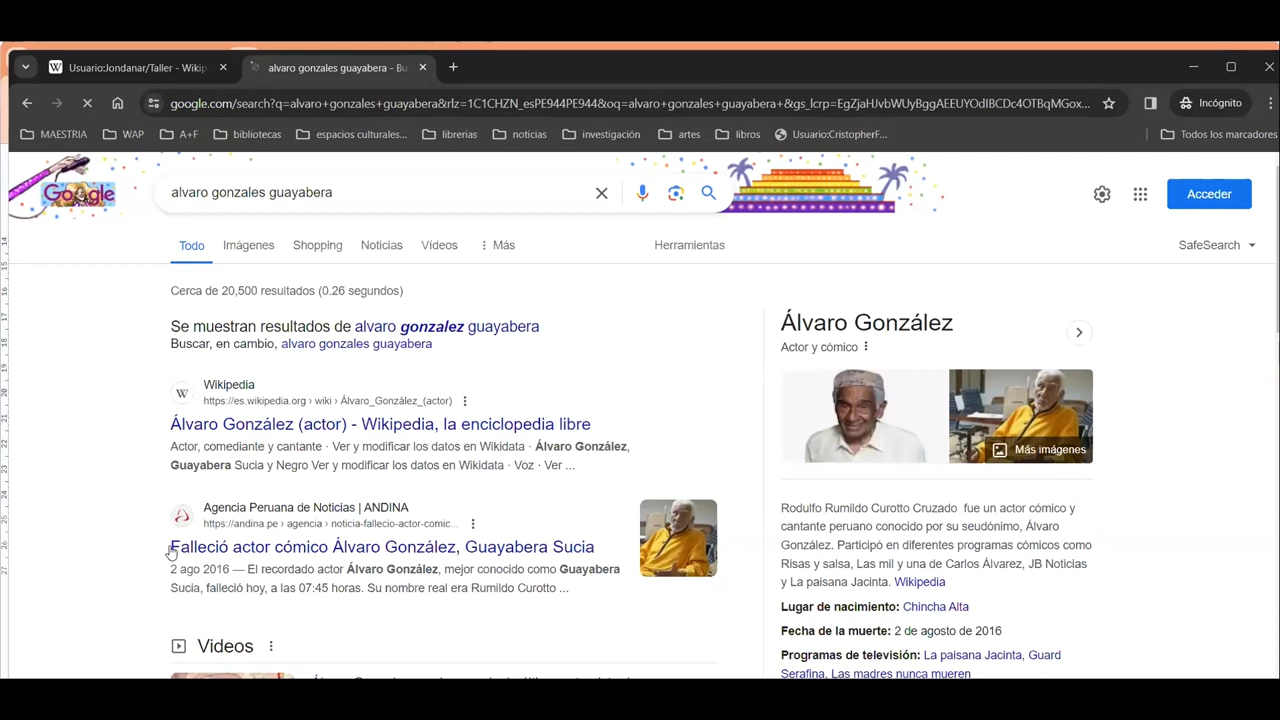 Usuario:Jondanar/Taller - Wikip
alvaro gonzales guayabera - Bu
google.com/search?q=alvaro+gonzales+guayabera&rlz=1C1CHZN_esPE944PE944&oq=alvaro+gonzales+guayabera+&gs_lcrp=EgZjaHJvbWUyBggAEEUYOdIBCDc4OTBqMGox...
Incógnito
MAESTRIA
WAP
A+F
bibliotecas
espacios culturales...
librerias
noticias
investigación
artes
libros
Usuario:CristopherF...
Todos los marcadores
Google
alvaro gonzales guayabera
Acceder
Todo
Imágenes
Shopping
Noticias
Vídeos
Más
Herramientas
SafeSearch
Cerca de 20,500 resultados (0.26 segundos)
Se muestran resultados de alvaro gonzalez guayabera
Buscar, en cambio, alvaro gonzales guayabera
Wikipedia
https://es.wikipedia.org › wiki › Álvaro_González_(actor)
Álvaro González (actor) - Wikipedia, la enciclopedia libre
Actor, comediante y cantante · Ver y modificar los datos en Wikidata · Álvaro González,
Guayabera Sucia y Negro Ver y modificar los datos en Wikidata · Voz · Ver ...
Agencia Peruana de Noticias | ANDINA
https://andina.pe › agencia › noticia-fallecio-actor-comic...
Falleció actor cómico Álvaro González, Guayabera Sucia
2 ago 2016 — El recordado actor Álvaro González, mejor conocido como Guayabera
Sucia, falleció hoy, a las 07:45 horas. Su nombre real era Rumildo Curotto ...
Videos
Álvaro González
Actor y cómico
Más imágenes
Rodolfo Rumildo Curotto Cruzado fue un actor cómico y
cantante peruano conocido por su seudónimo, Álvaro
González. Participó en diferentes programas cómicos como
Risas y salsa, Las mil y una de Carlos Álvarez, JB Noticias
y La paisana Jacinta. Wikipedia
Lugar de nacimiento: Chincha Alta
Fecha de la muerte: 2 de agosto de 2016
Programas de televisión: La paisana Jacinta, Guard
Serafina, Las madres nunca mueren